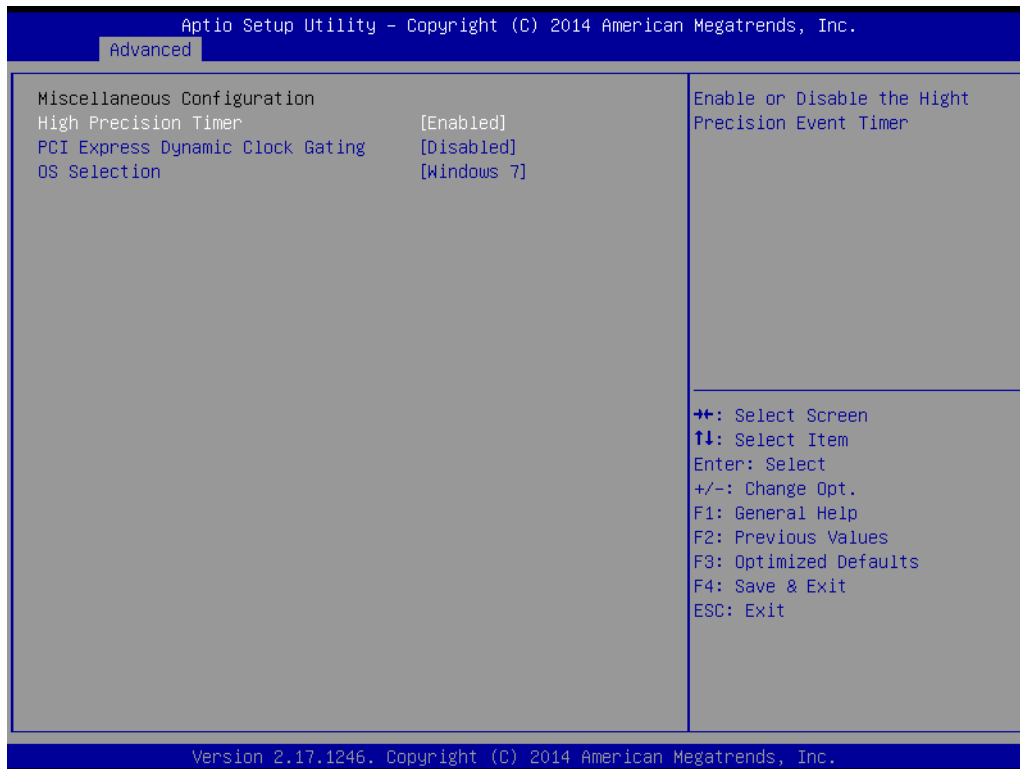 Aptio Setup Utility – Copyright (C) 2014 American Megatrends, Inc.
Advanced
Miscellaneous Configuration
High Precision Timer [Enabled]
PCI Express Dynamic Clock Gating [Disabled]
OS Selection [Windows 7]
Enable or Disable the Hight
Precision Event Timer
→←: Select Screen
↑↓: Select Item
Enter: Select
+/-: Change Opt.
F1: General Help
F2: Previous Values
F3: Optimized Defaults
F4: Save & Exit
ESC: Exit
Version 2.17.1246. Copyright (C) 2014 American Megatrends, Inc.